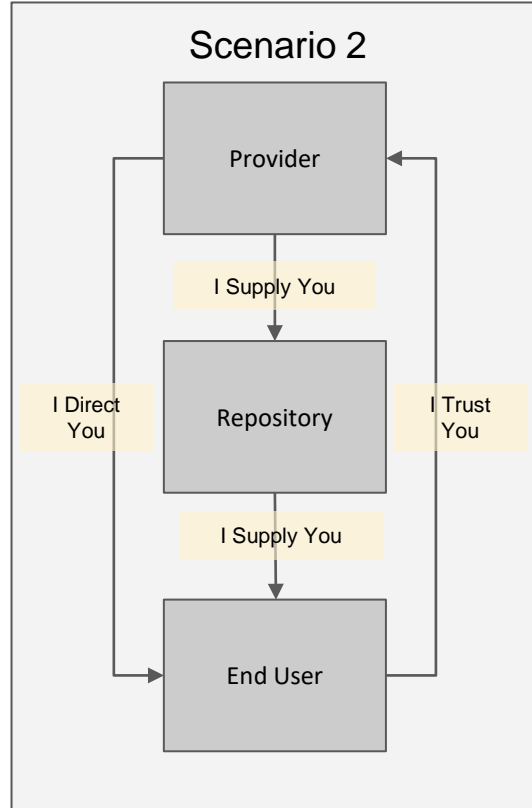 Scenario 2
Provider
I Supply You
I Direct
You
Repository
I Trust
You
I Supply You
End User